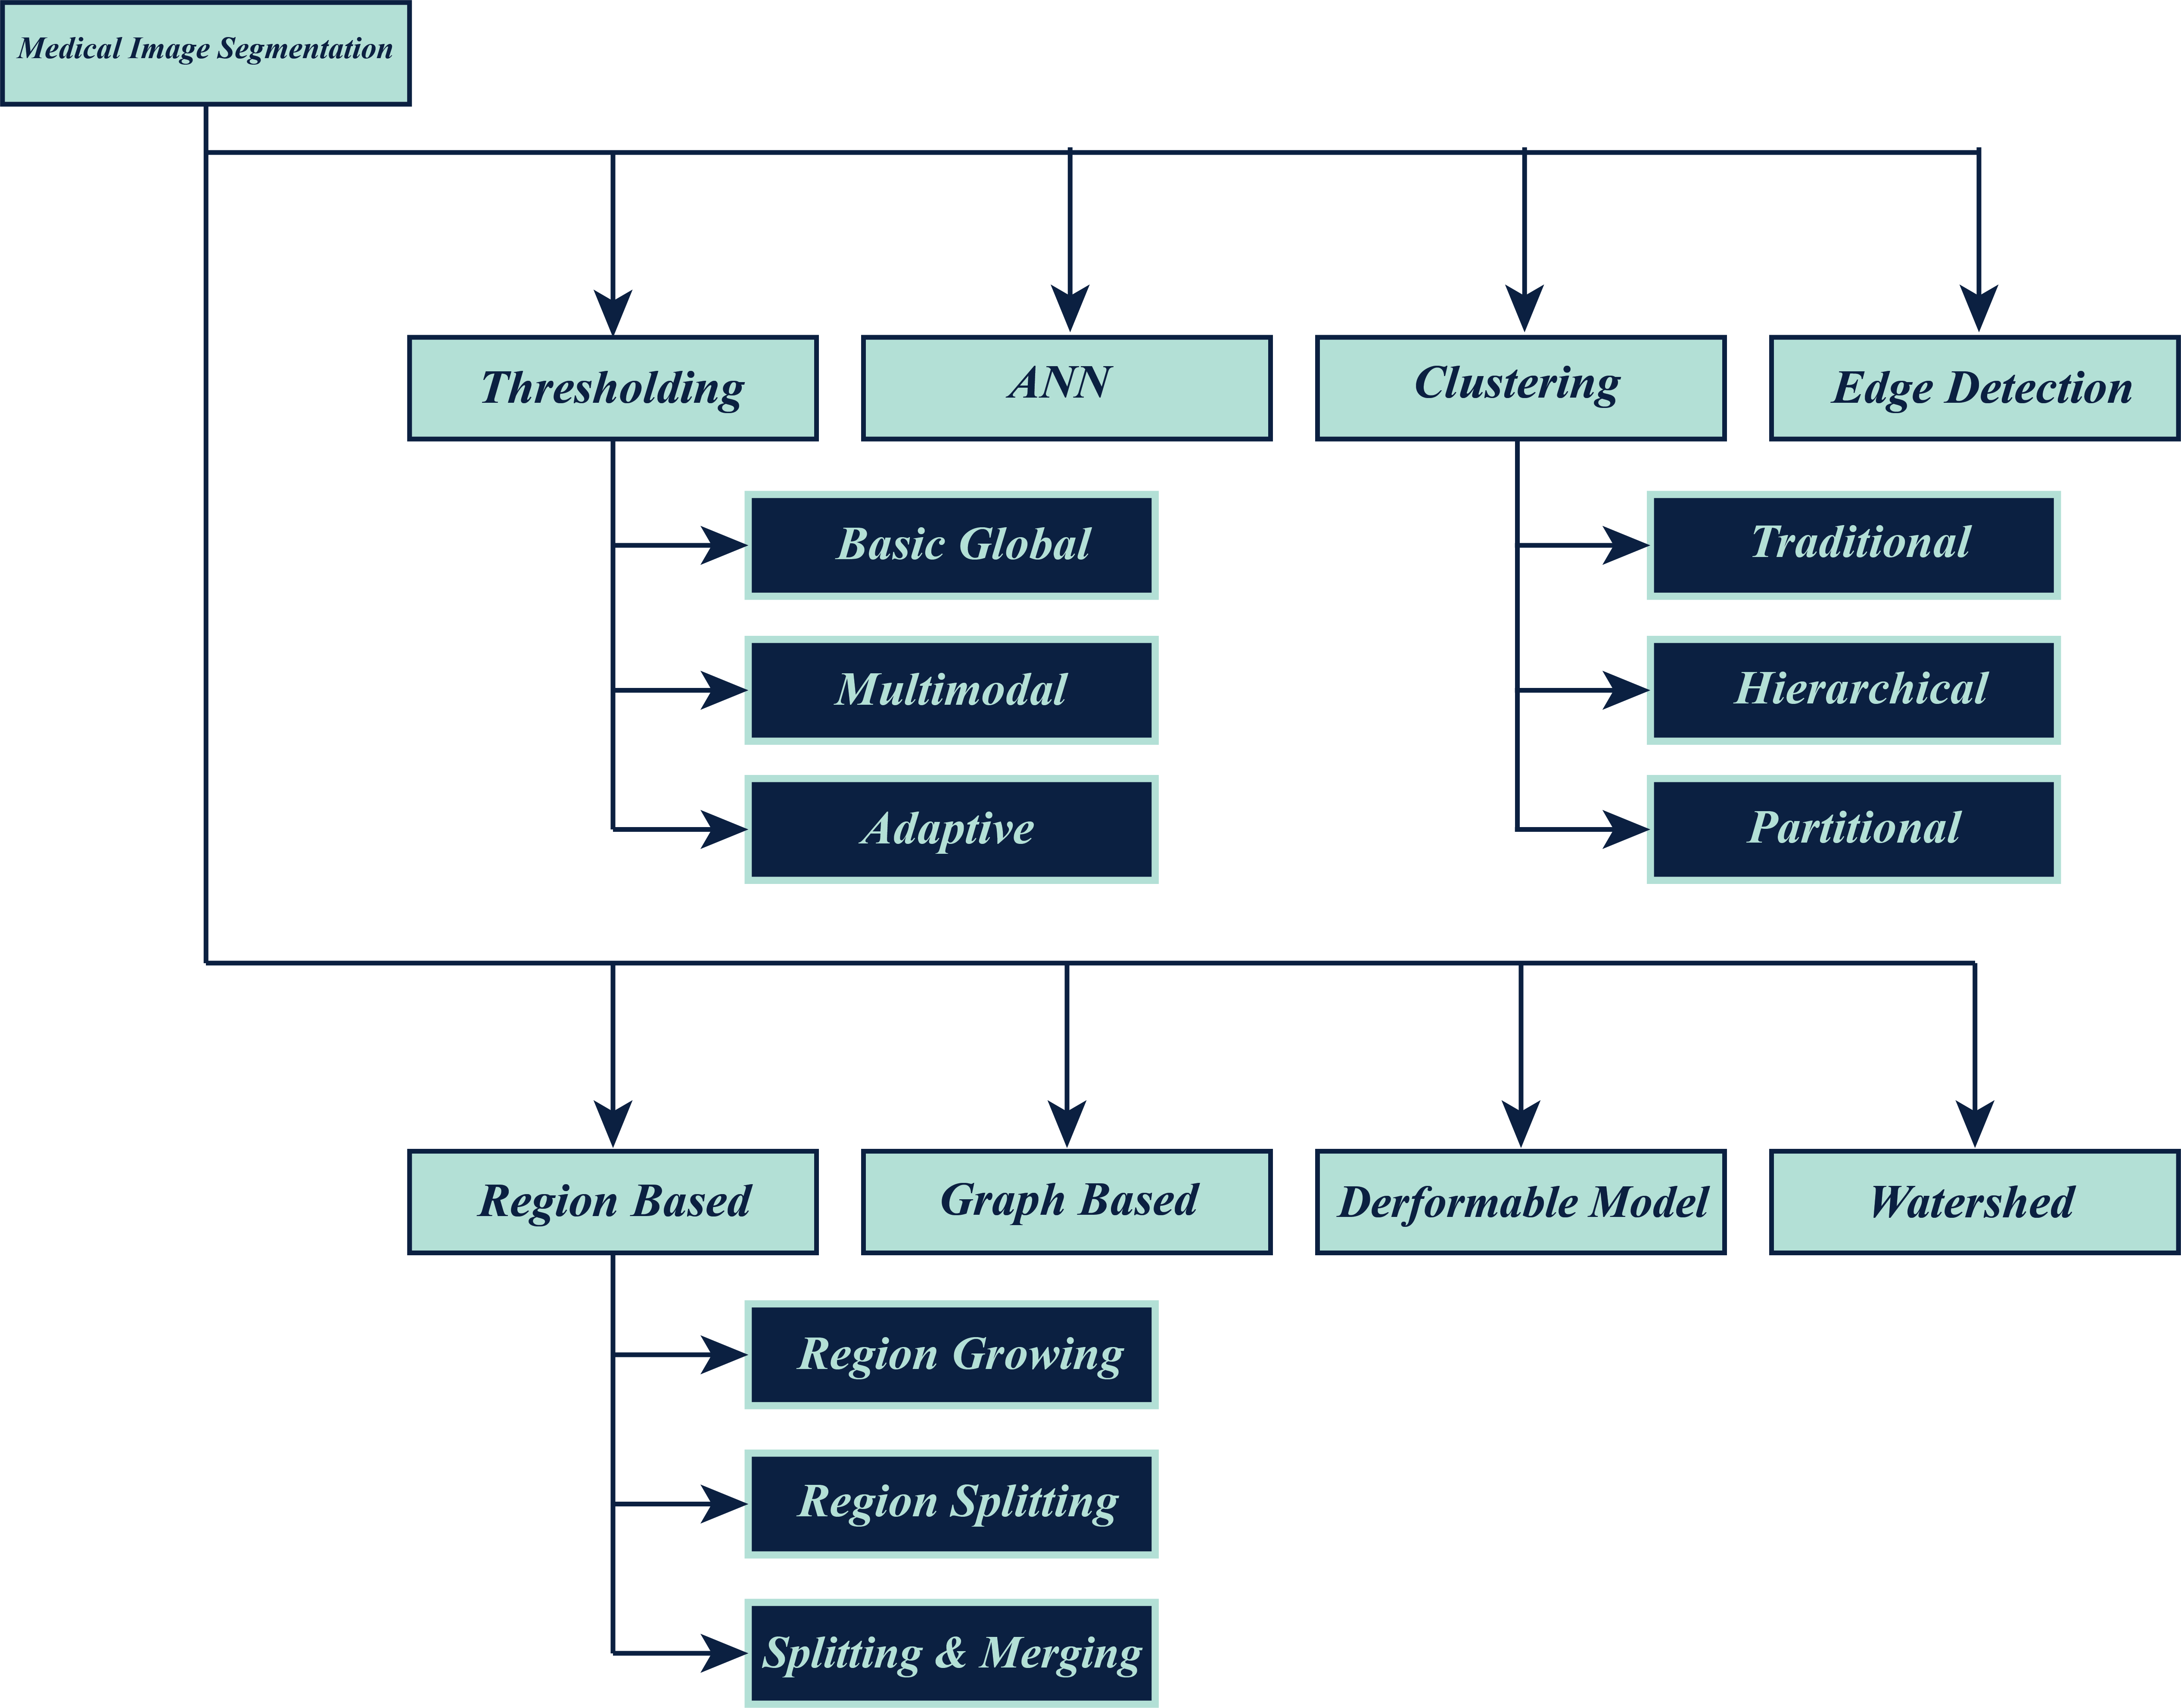 Medical Image Segmentation
Thresholding
ANN
Clustering
Edge Detection
Basic Global
Multimodal
Adaptive
Traditional
Hierarchical
Partitional
Region Based
Graph Based
Derformable Model
Watershed
Region Growing
Region Splitting
Splitting & Merging